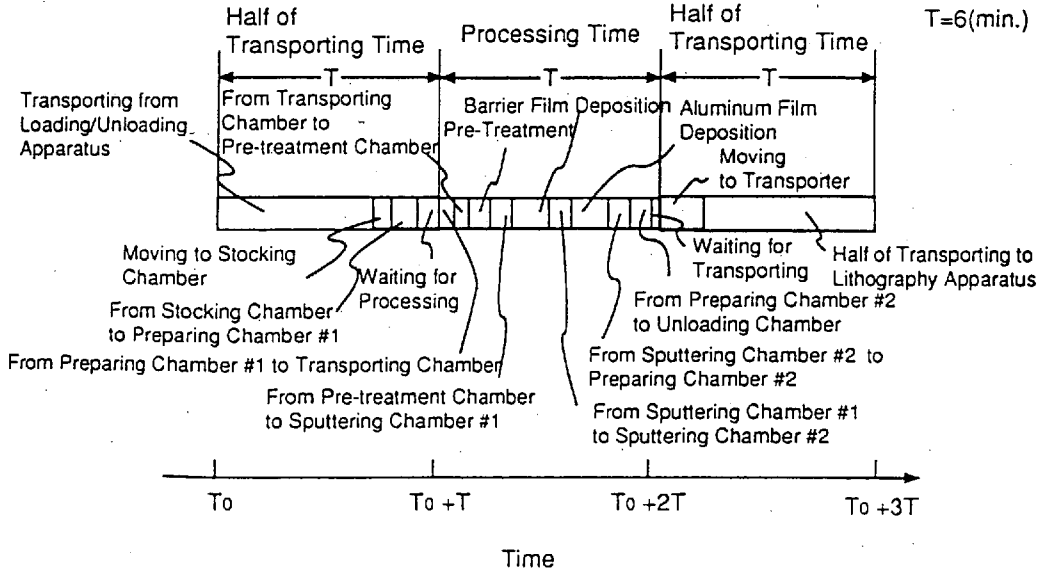 Half of
Transporting Time
Processing Time
Half of
Transporting Time
T=6(min.)
T
T
T
Transporting from
Loading/Unloading
Apparatus
From Transporting
Chamber to
Pre-treatment Chamber
Barrier Film Deposition
Pre-Treatment
Aluminum Film
Deposition
Moving
to Transporter
Moving to Stocking
Chamber
Waiting for
Processing
Waiting for
Transporting
Half of Transporting to
Lithography Apparatus
From Stocking Chamber
to Preparing Chamber #1
From Preparing Chamber #2
to Unloading Chamber
From Preparing Chamber #1 to Transporting Chamber
From Sputtering Chamber #2 to
Preparing Chamber #2
From Pre-treatment Chamber
to Sputtering Chamber #1
From Sputtering Chamber #1
to Sputtering Chamber #2
To
To +T
To +2T
To +3T
Time